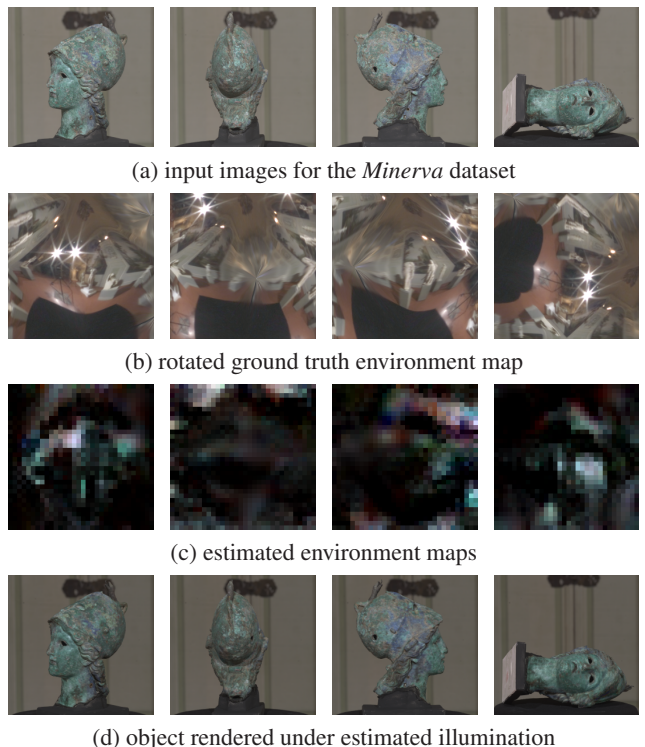 (a) input images for the Minerva dataset
(b) rotated ground truth environment map
(c) estimated environment maps
(d) object rendered under estimated illumination